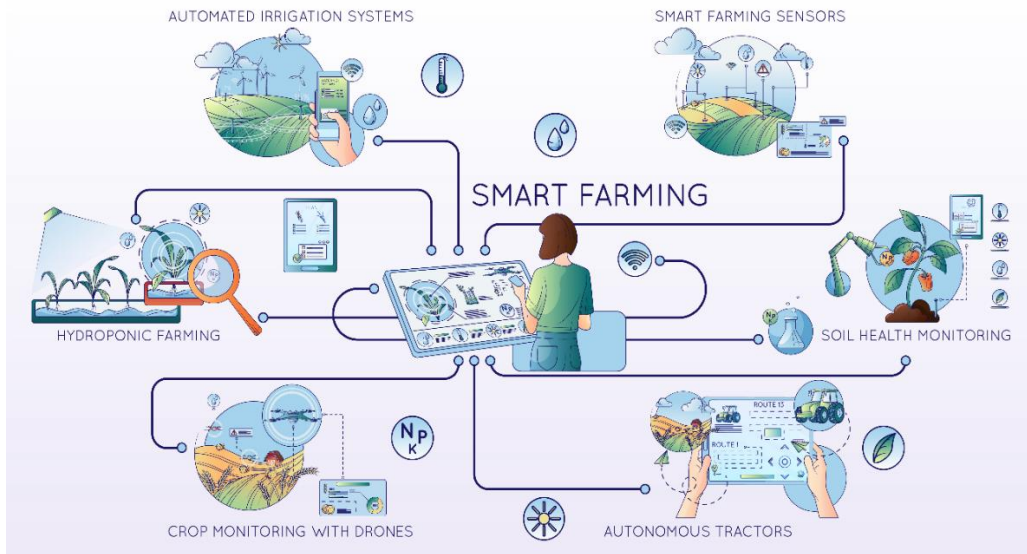 AUTOMATED IRRIGATION SYSTEMS
SMART FARMING SENSORS
SMART FARMING
HYDROPONIC FARMING
SOIL HEALTH MONITORING
N P
K
ROUTE 15
ROUTE 1
CROP MONITORING WITH DRONES
AUTONOMOUS TRACTORS